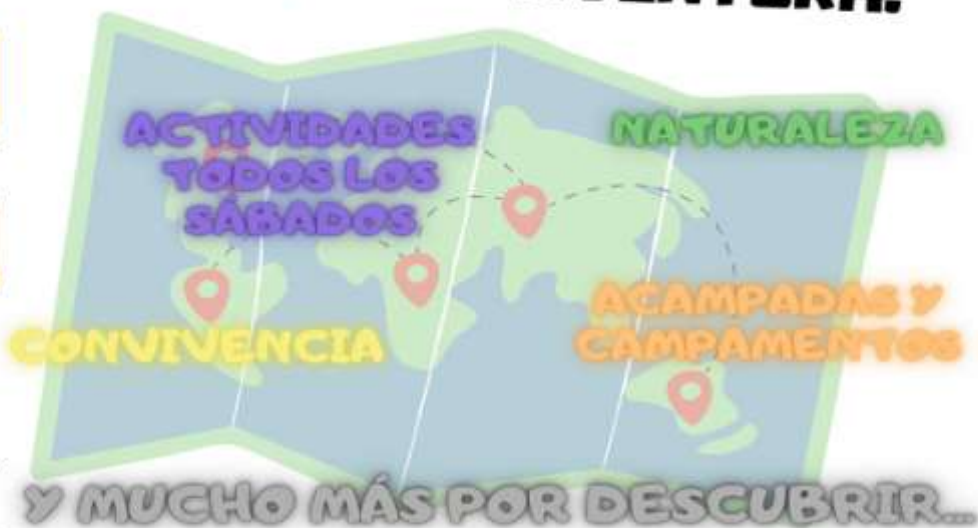 ACTIVIDADES
TODOS LOS
SÁBADOS
NATURALEZA
CONVIVENCIA
ACAMPADAS Y
CAMPAMENTOS
Y MUCHO MÁS POR DESCUBRIR...